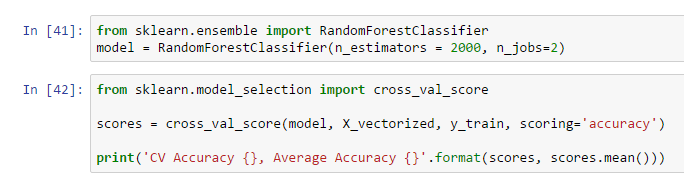 In [41]: from sklearn.ensemble import RandomForestClassifier
model = RandomForestClassifier(n_estimators = 2000, n_jobs=2)
In [42]: from sklearn.model_selection import cross_val_score
scores = cross_val_score(model, X_vectorized, y_train, scoring='accuracy')
print('CV Accuracy {}, Average Accuracy {}'.format(scores, scores.mean()))